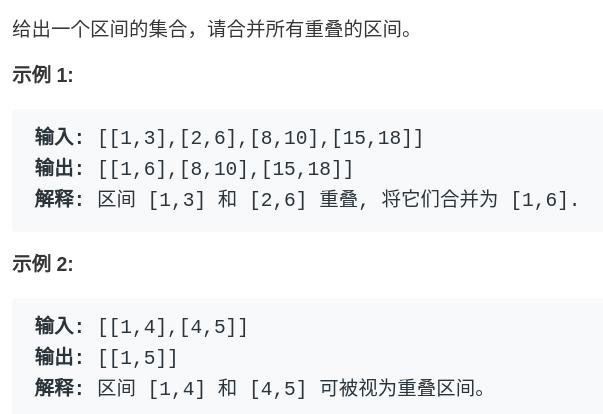 给出一个区间的集合，请合并所有重叠的区间。
示例 1:
输入: [[1,3],[2,6],[8,10],[15,18]]
输出: [[1,6],[8,10],[15,18]]
解释: 区间 [1,3] 和 [2,6] 重叠, 将它们合并为 [1,6].
示例 2:
输入: [[1,4],[4,5]]
输出: [[1,5]]
解释: 区间 [1,4] 和 [4,5] 可被视为重叠区间。